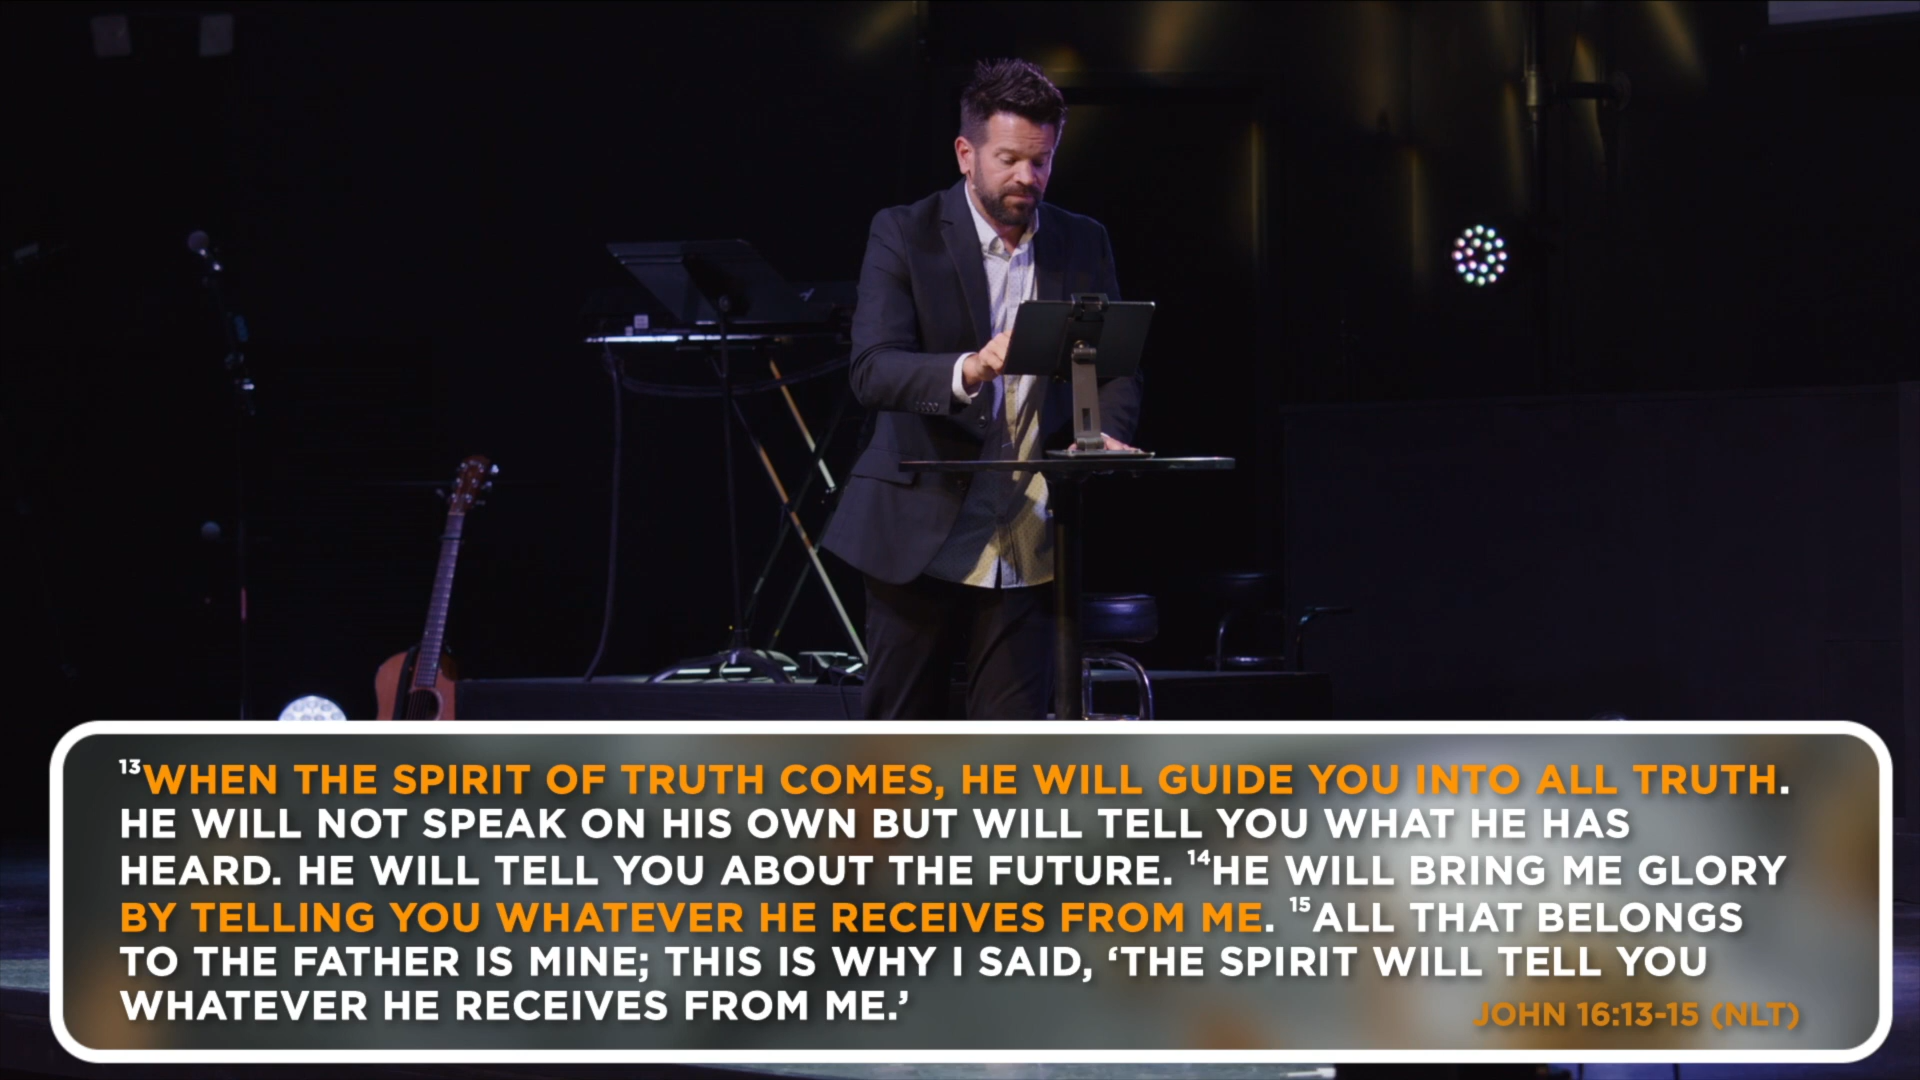 ¹³WHEN THE SPIRIT OF TRUTH COMES, HE WILL GUIDE YOU INTO ALL TRUTH.
HE WILL NOT SPEAK ON HIS OWN BUT WILL TELL YOU WHAT HE HAS
HEARD. HE WILL TELL YOU ABOUT THE FUTURE. ¹⁴HE WILL BRING ME GLORY
BY TELLING YOU WHATEVER HE RECEIVES FROM ME. ¹⁵ALL THAT BELONGS
TO THE FATHER IS MINE; THIS IS WHY I SAID, ‘THE SPIRIT WILL TELL YOU
WHATEVER HE RECEIVES FROM ME.’
JOHN 16:13-15 (NLT)